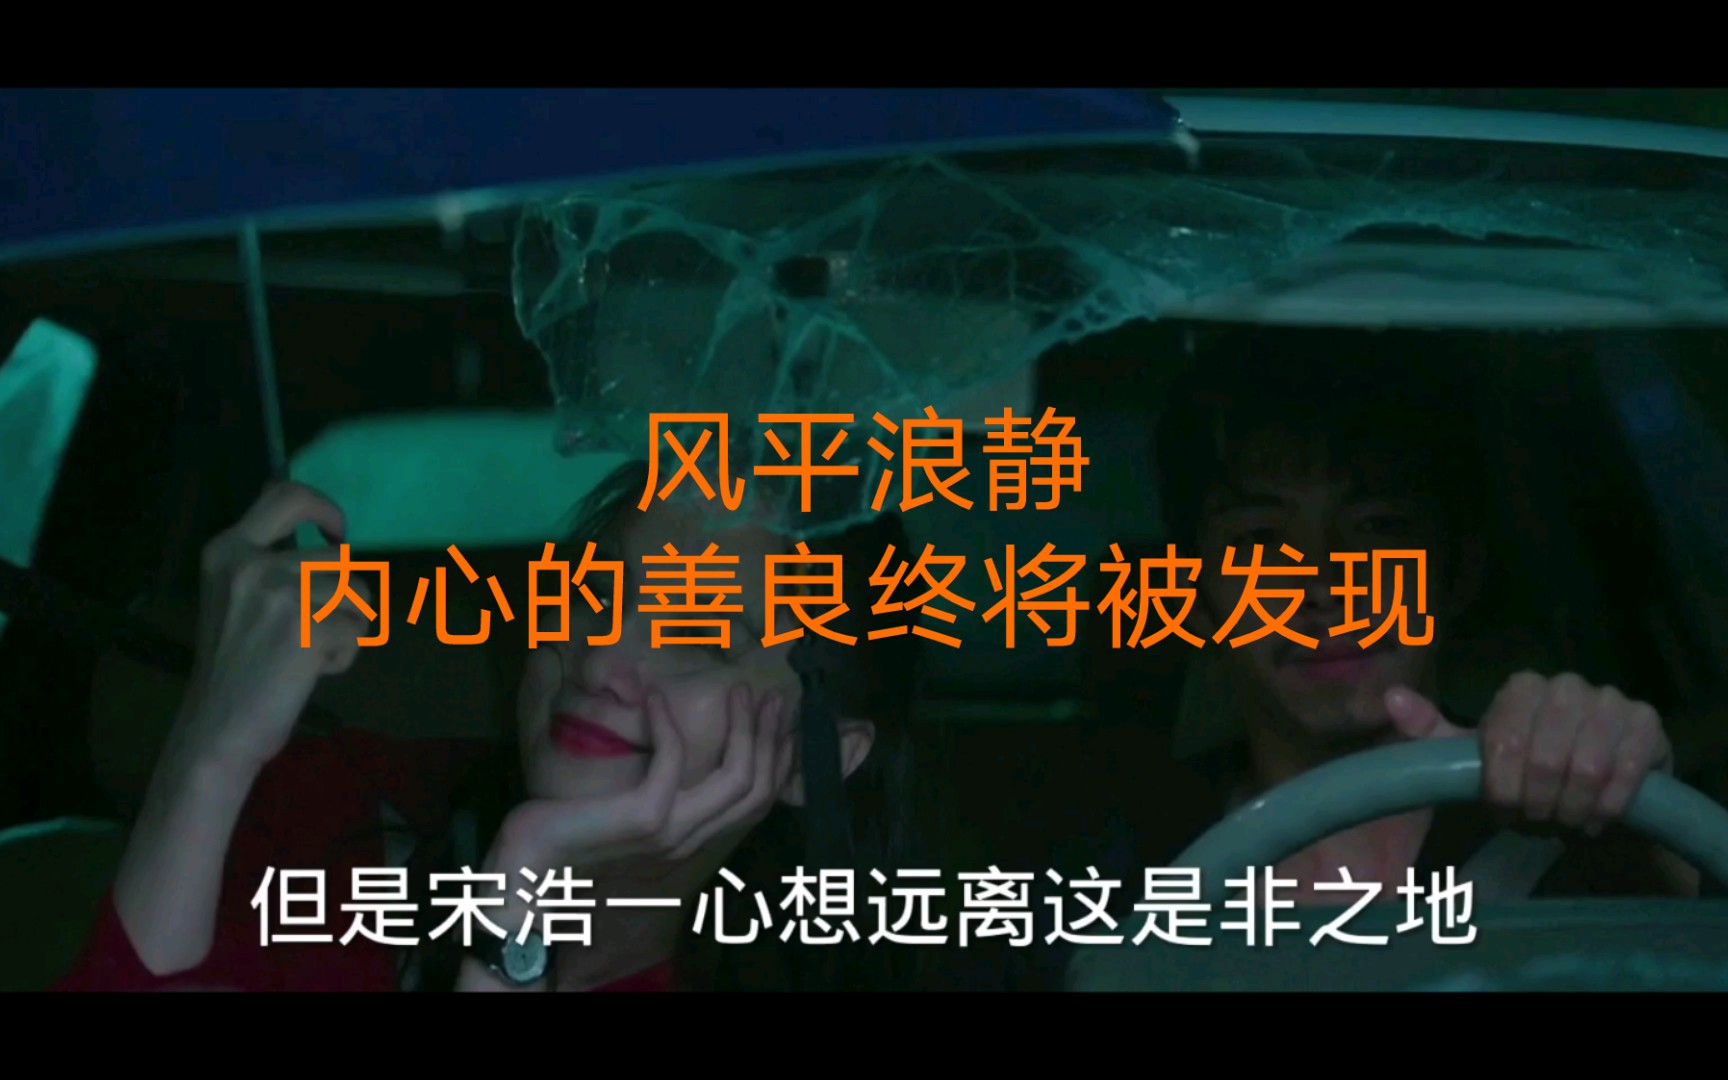 风平浪静
内心的善良终将被发现
但是宋浩一心想远离这是非之地